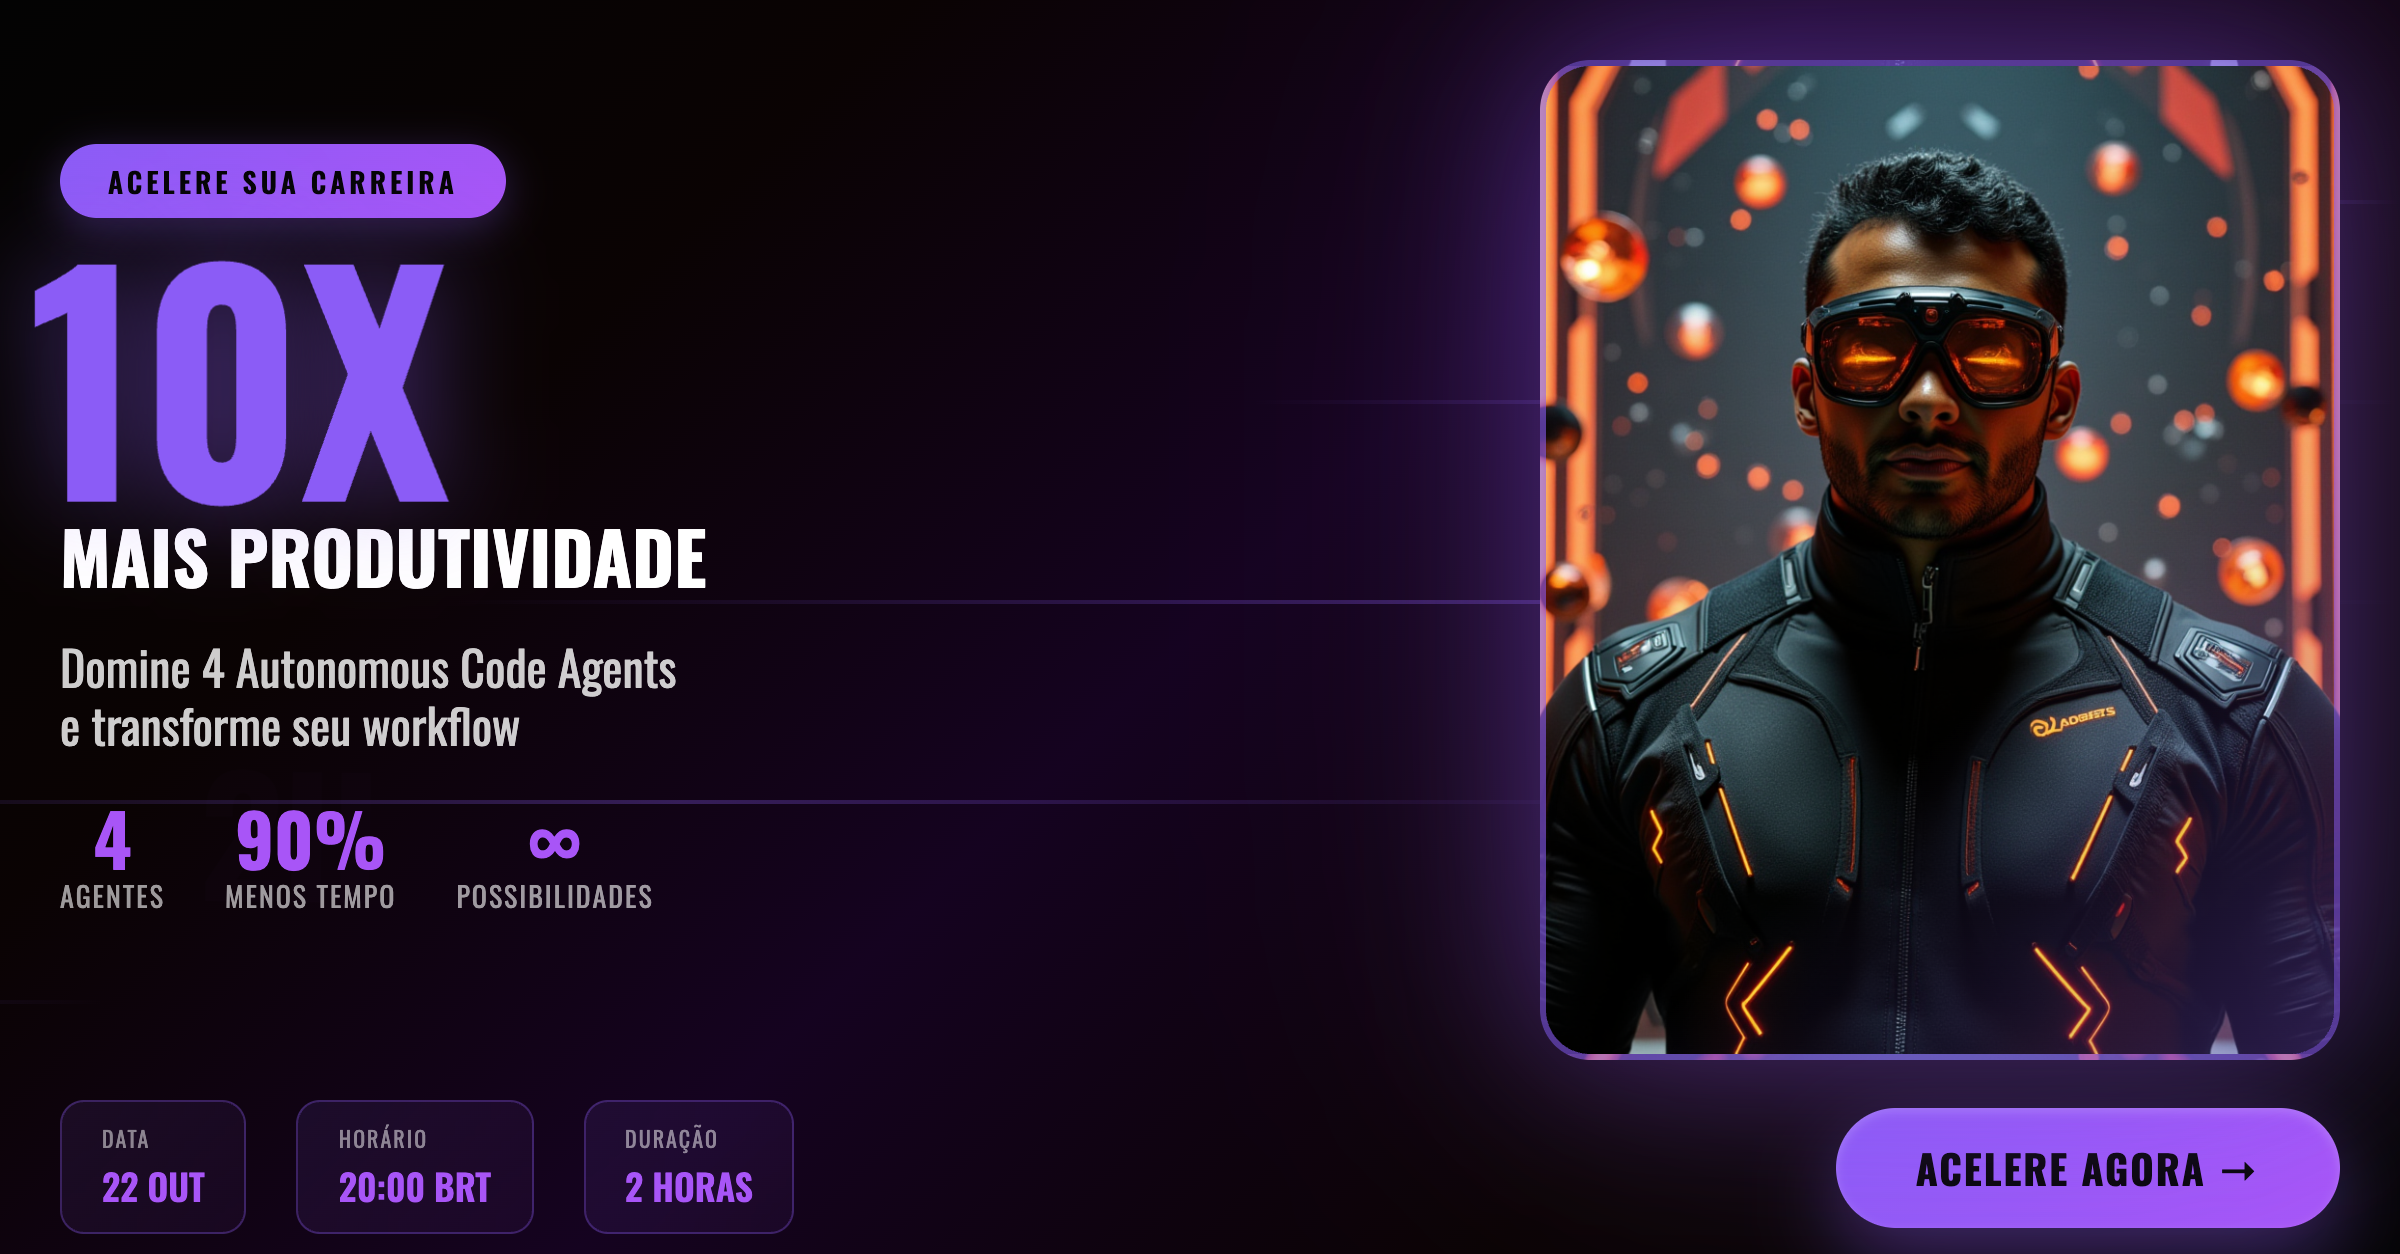 ACELERE SUA CARREIRA
10X
MAIS PRODUTIVIDADE
Domine 4 Autonomous Code Agents
e transforme seu workflow
4
AGENTES
90%
MENOS TEMPO
∞
POSSIBILIDADES
DATA
22 OUT
HORÁRIO
20:00 BRT
DURAÇÃO
2 HORAS
ACELERE AGORA →